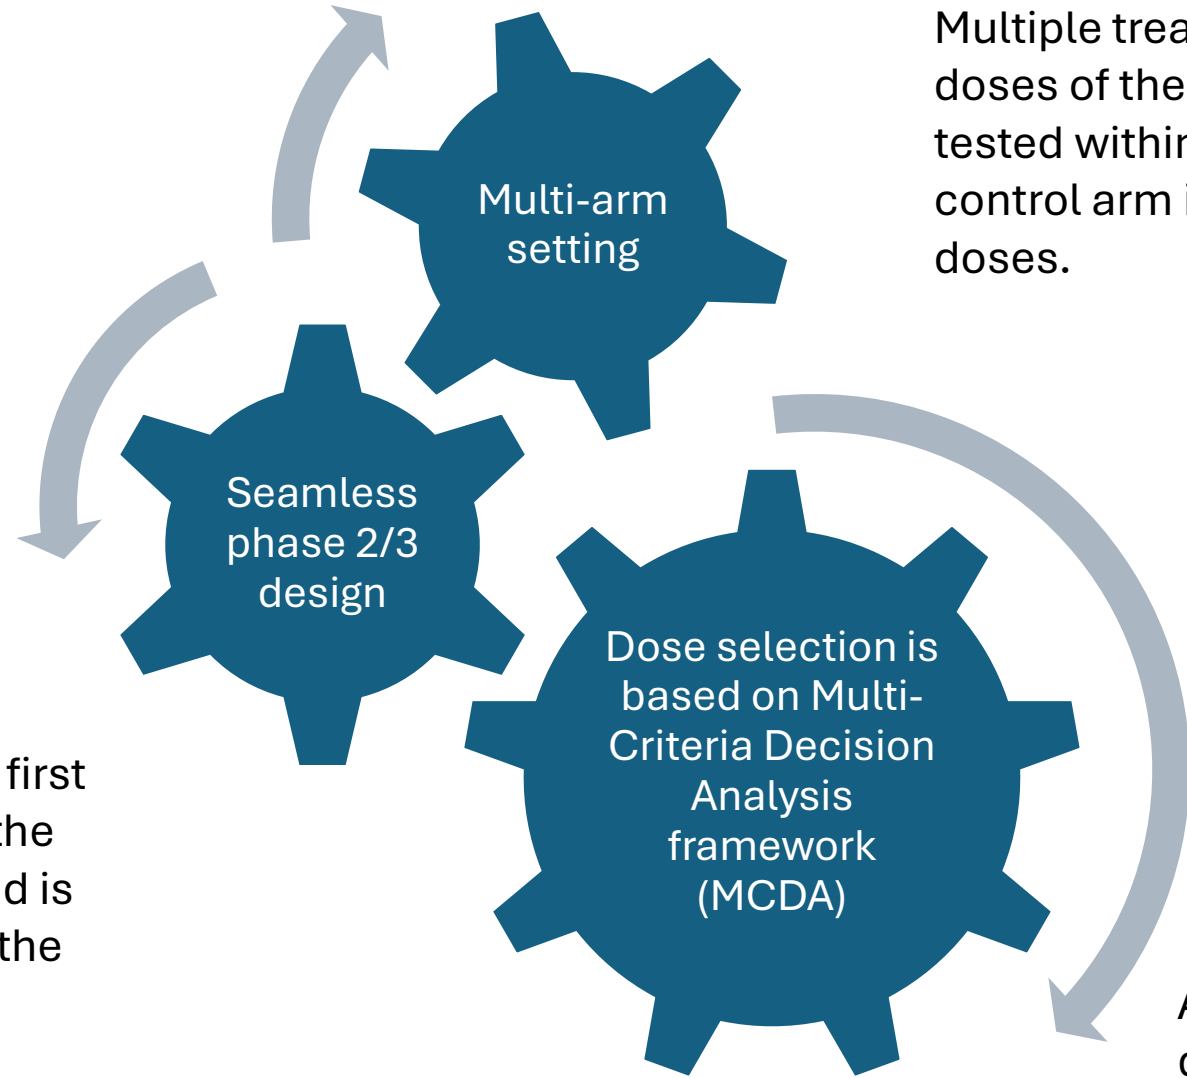 Multiple trea
doses of the
tested within
control arm i
doses.
Multi-arm
setting
Seamless
phase 2/3
design
Dose selection is
based on Multi-
Criteria Decision
Analysis
framework
(MCDA)
first
the
d is
the